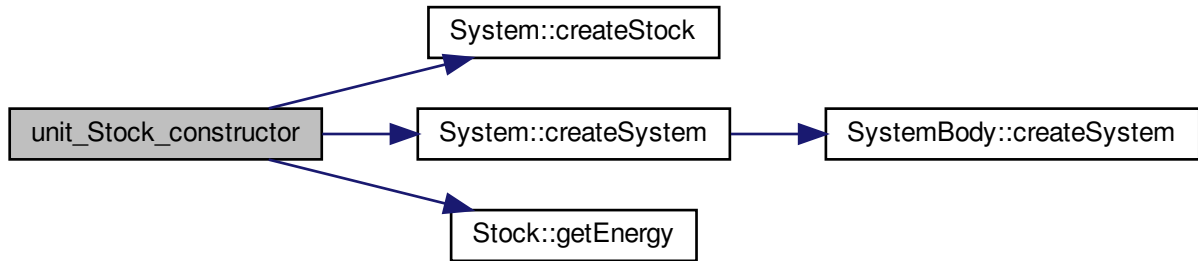 System::createStock
unit_Stock_constructor
System::createSystem
SystemBody::createSystem
Stock::getEnergy